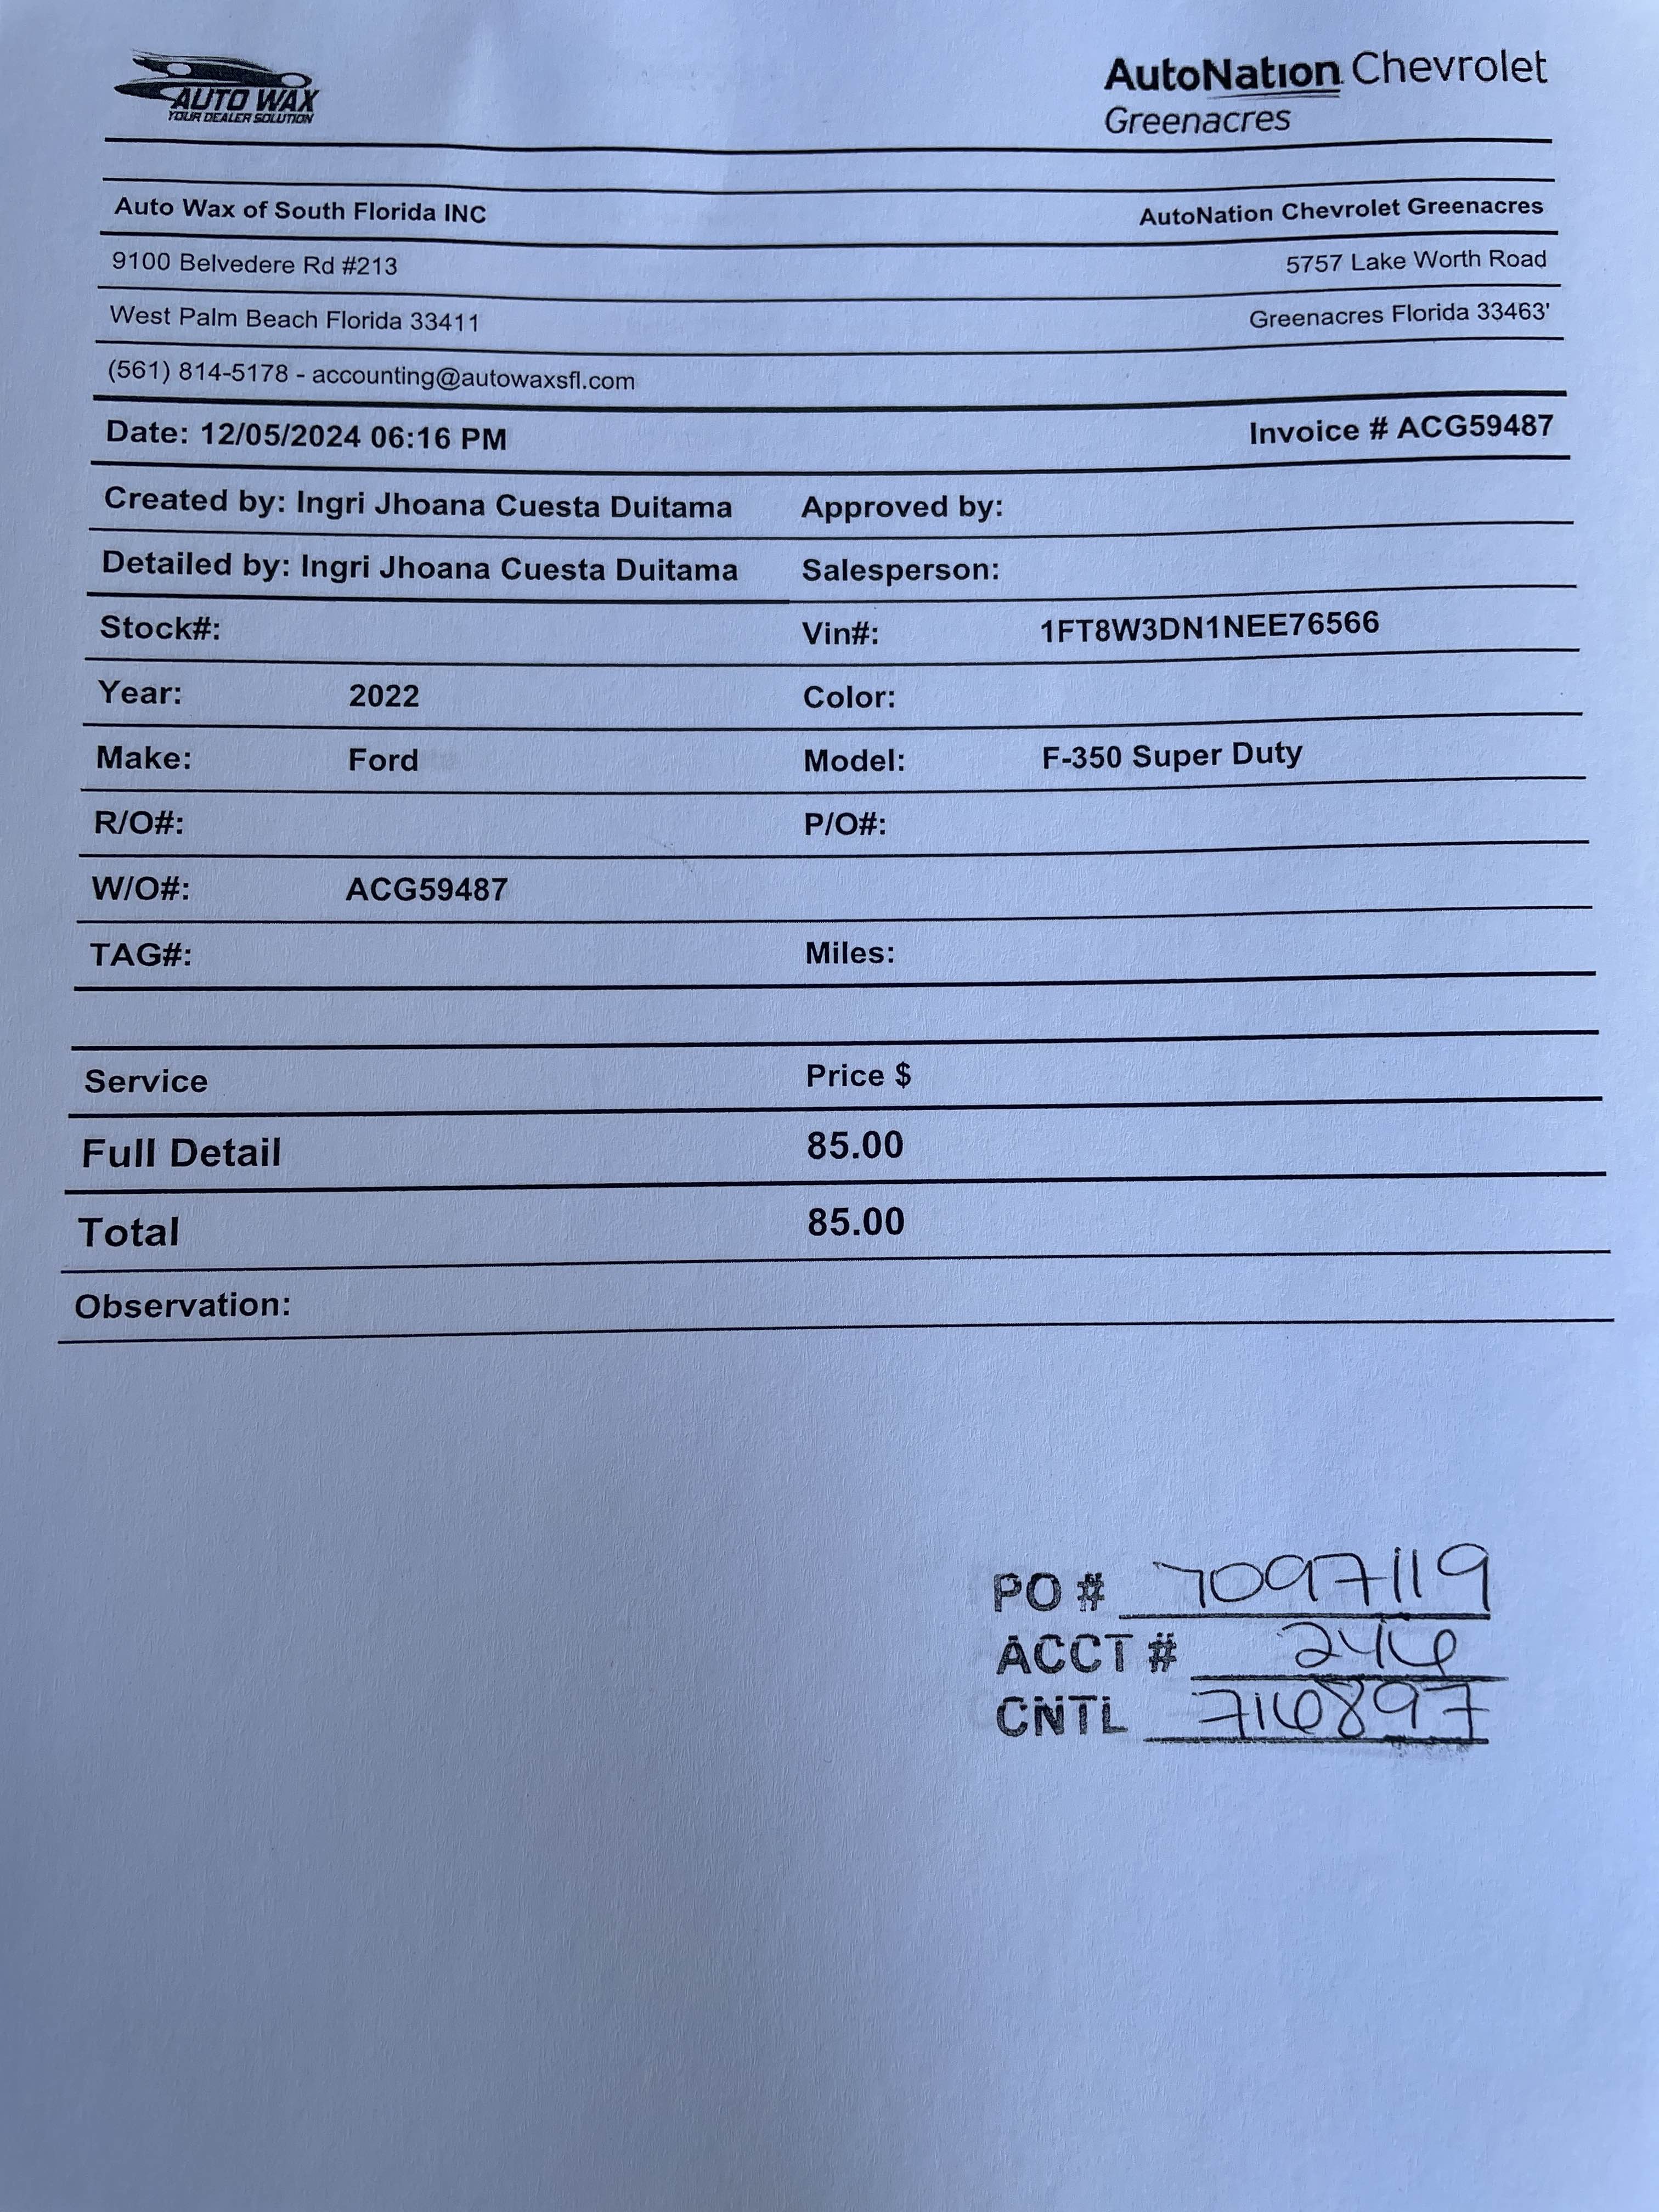 AUTO WAX
YOUR DEALER SOLUTION
AutoNation Chevrolet
Greenacres
Auto Wax of South Florida INC AutoNation Chevrolet Greenacres
9100 Belvedere Rd #213 5757 Lake Worth Road
West Palm Beach Florida 33411 Greenacres Florida 33463'
(561) 814-5178 - accounting@autowaxsfl.com
Date: 12/05/2024 06:16 PM Invoice # ACG59487
Created by: Ingri Jhoana Cuesta Duitama Approved by:
Detailed by: Ingri Jhoana Cuesta Duitama Salesperson:
Stock#: Vin#: 1FT8W3DN1NEE76566
Year: 2022 Color:
Make: Ford Model: F-350 Super Duty
R/O#: P/O#:
W/O#: ACG59487
TAG#: Miles:
Service Price $
Full Detail 85.00
Total 85.00
Observation:
PO # 7097119
ACCT # 246
CNTL 716897